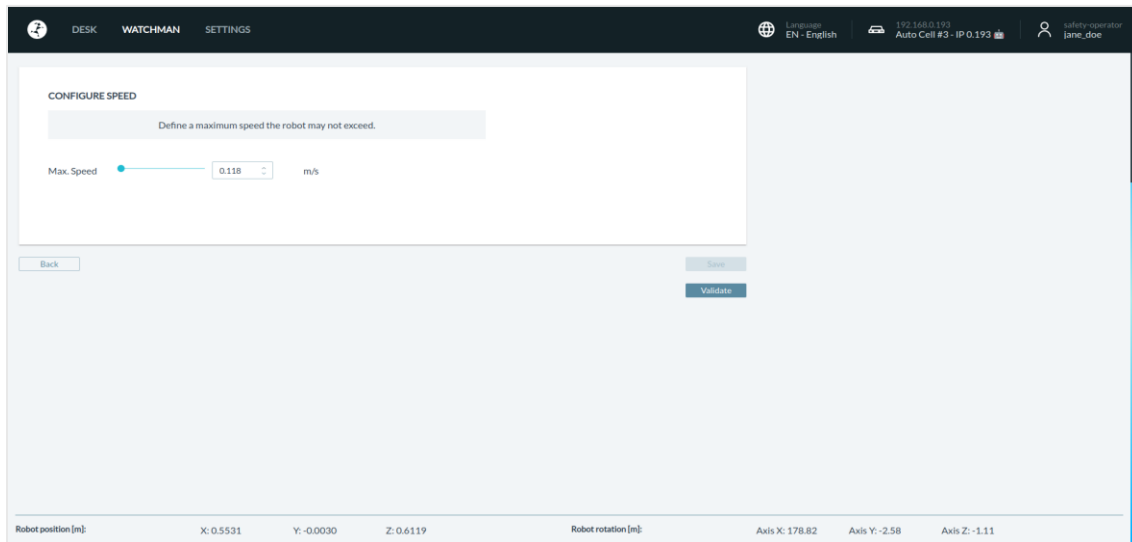 DESK WATCHMAN SETTINGS
Language
EN - English
192.168.0.193
Auto Cell #3 - IP 0.193
safety-operator
jane_doe
CONFIGURE SPEED
Define a maximum speed the robot may not exceed.
Max. Speed 0.118 m/s
Back Save
Validate
Robot position [m]: X: 0.5531 Y: -0.0030 Z: 0.6119 Robot rotation [m]: Axis X: 178.82 Axis Y: -2.58 Axis Z: -1.11